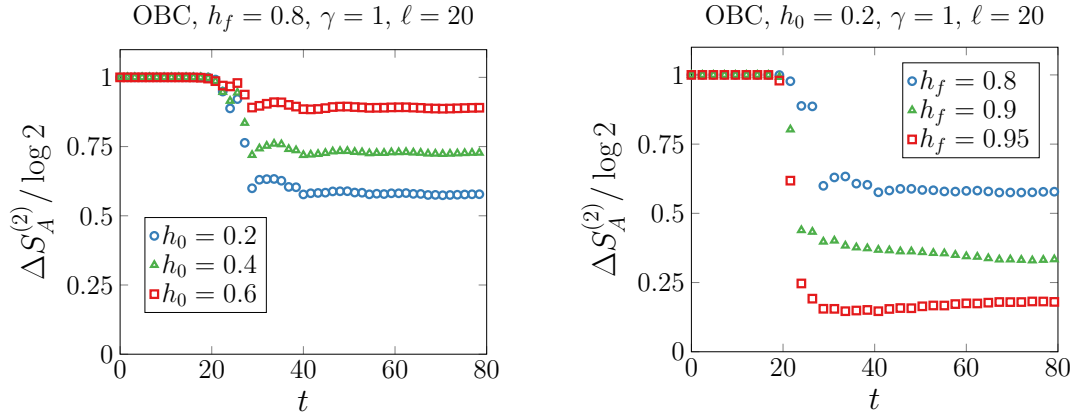 OBC, h_f = 0.8, γ = 1, ℓ = 20
ΔS_A^{(2)} / log 2
1
0.75
0.5
0.25
0
h_0 = 0.2
h_0 = 0.4
h_0 = 0.6
0 20 40 60 80
t
OBC, h_0 = 0.2, γ = 1, ℓ = 20
ΔS_A^{(2)} / log 2
1
0.75
0.5
0.25
0
h_f = 0.8
h_f = 0.9
h_f = 0.95
0 20 40 60 80
t